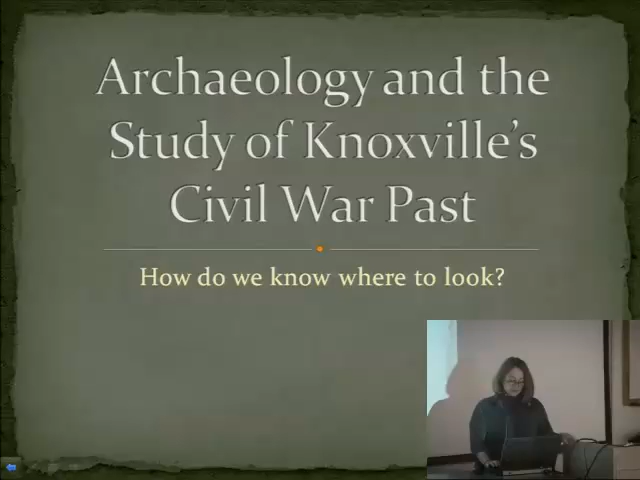 Archaeology and the
Study of Knoxville's
Civil War Past
How do we know where to look?